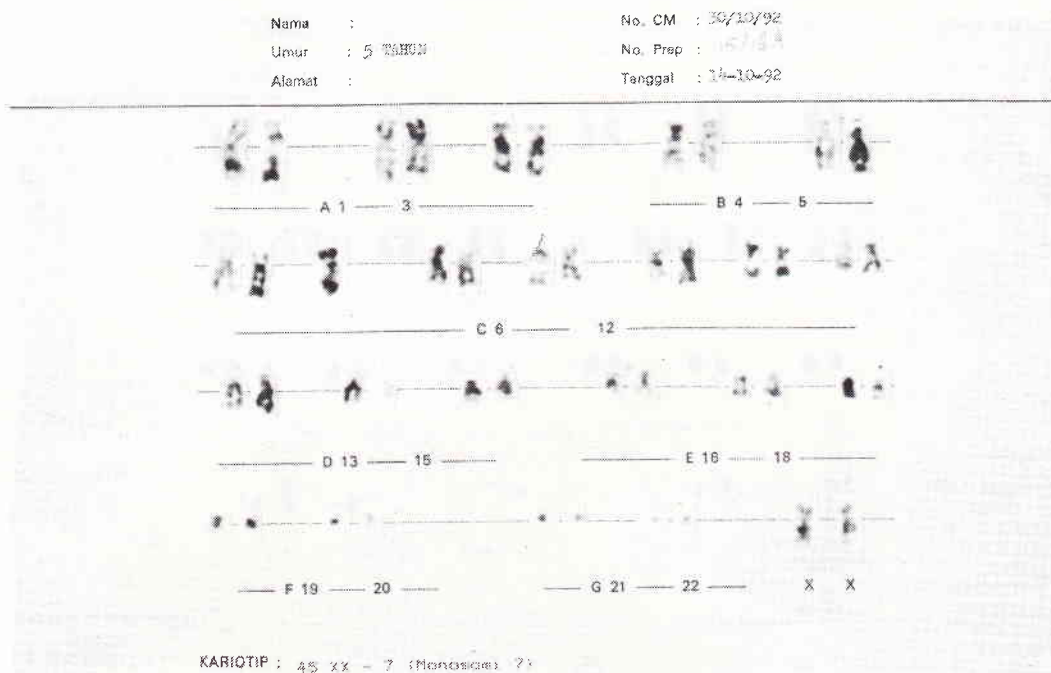 Nama :
No. CM : 30/10/92
Umur : 5 TAHUN
No. Prep :
Alamat :
Tanggal : 14-10-92
A 1 3
B 4 5
C 6 12
D 13 15
E 16 18
F 19 20
G 21 22
X X
KARIOTIP : 45 XX - 7 (Monosomi 7)